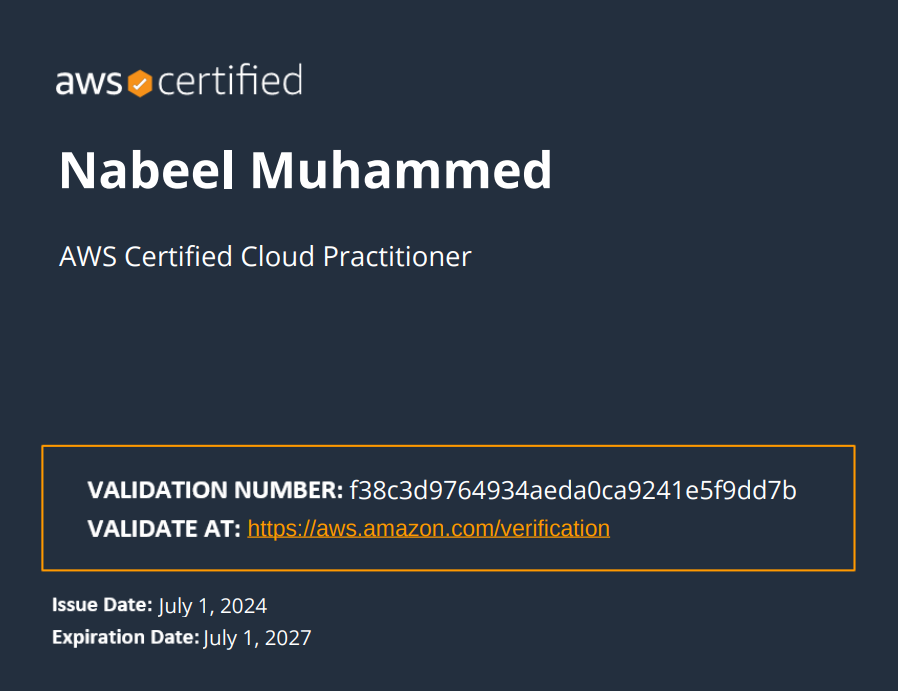 aws certified
Nabeel Muhammed
AWS Certified Cloud Practitioner
VALIDATION NUMBER: f38c3d9764934aeda0ca9241e5f9dd7b
VALIDATE AT: https://aws.amazon.com/verification
Issue Date: July 1, 2024
Expiration Date: July 1, 2027